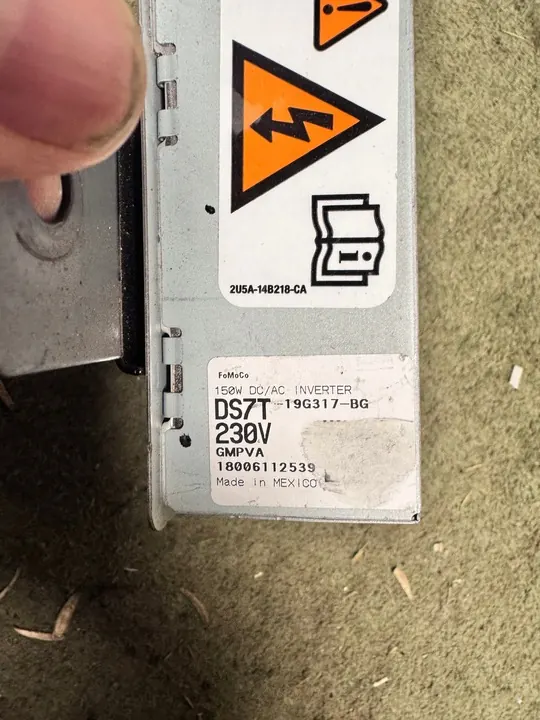 2U5A-14B218-CA
FoMoCo
150W DC/AC INVERTER
DS7T -19G317-BG
230V
GMPVA
18006112539
Made in MEXICO